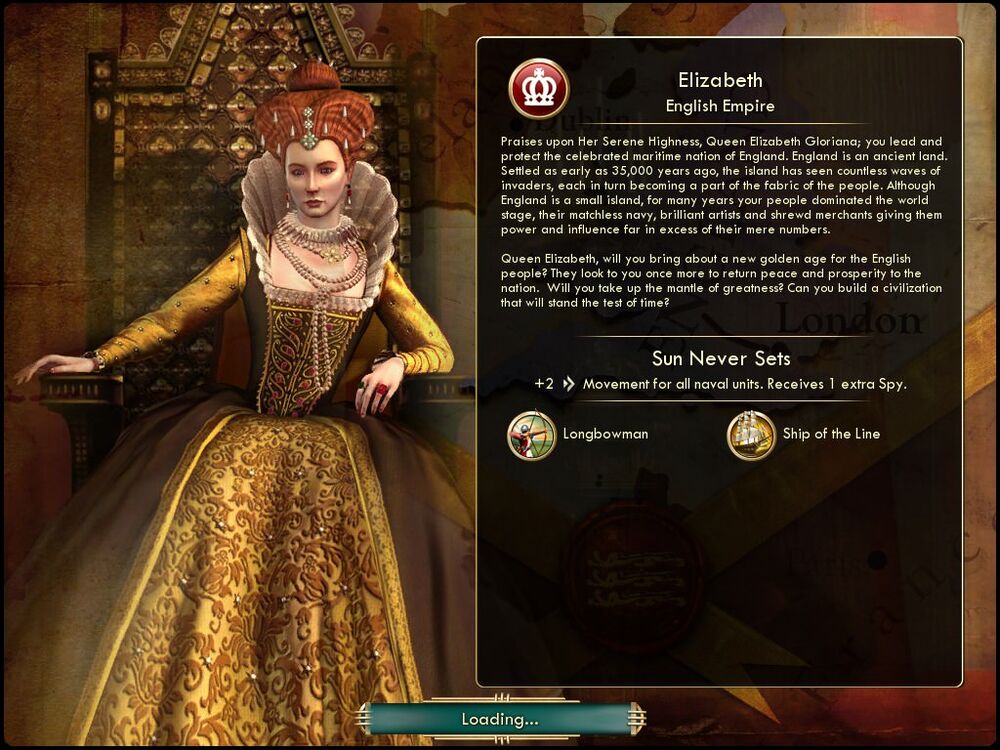 Elizabeth
English Empire
Praises upon Her Serene Highness, Queen Elizabeth Gloriana; you lead and
protect the celebrated maritime nation of England. England is an ancient land.
Settled as early as 35,000 years ago, the island has seen countless waves of
invaders, each in turn becoming a part of the fabric of the people. Although
England is a small island, for many years your people dominated the world
stage, their matchless navy, brilliant artists and shrewd merchants giving them
power and influence far in excess of their mere numbers.
Queen Elizabeth, will you bring about a new golden age for the English
people? They look to you once more to return peace and prosperity to the
nation.  Will you take up the mantle of greatness? Can you build a civilization
that will stand the test of time?
London
Sun Never Sets
+2 Movement for all naval units. Receives 1 extra Spy.
Longbowman
Ship of the Line
Paris
Loading...